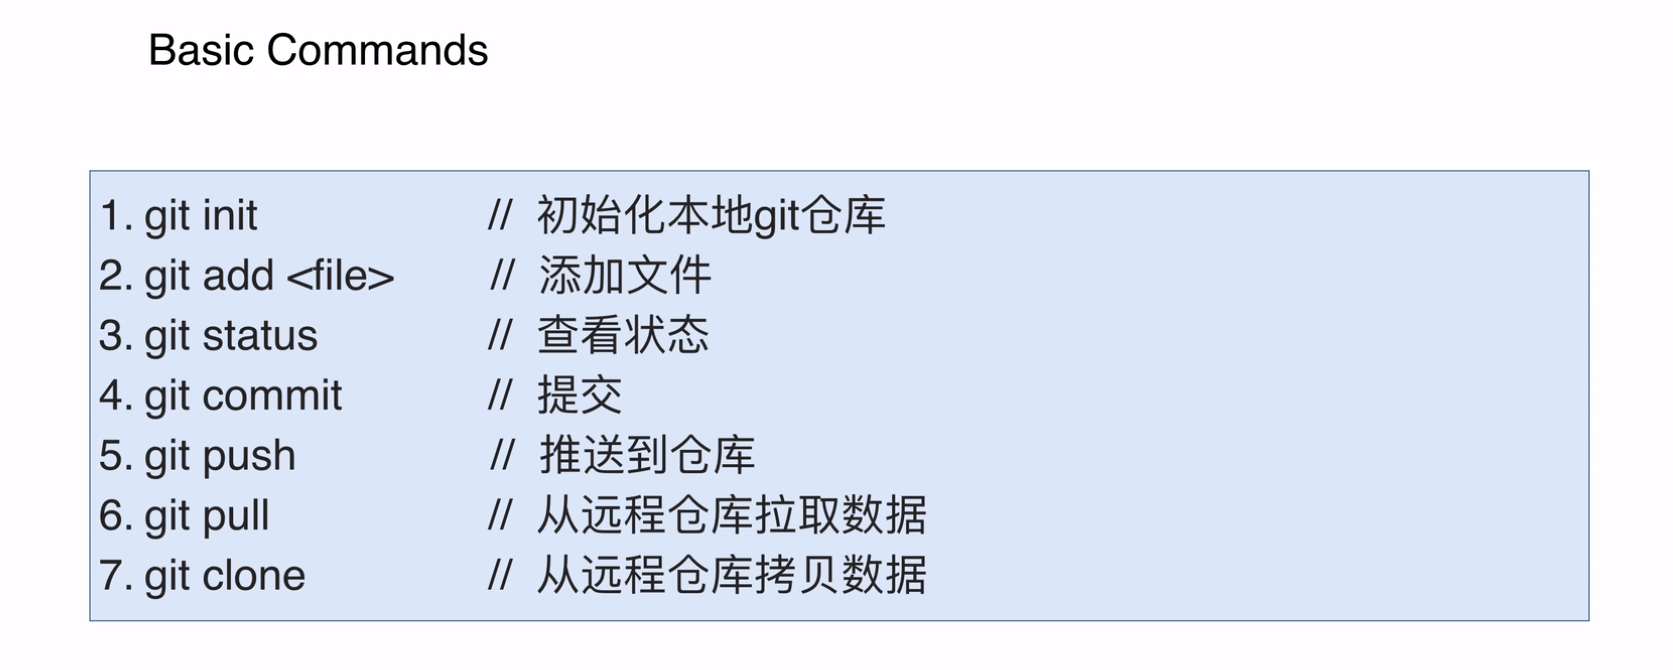 Basic Commands
1. git init // 初始化本地git仓库
2. git add <file> // 添加文件
3. git status // 查看状态
4. git commit // 提交
5. git push // 推送到仓库
6. git pull // 从远程仓库拉取数据
7. git clone // 从远程仓库拷贝数据